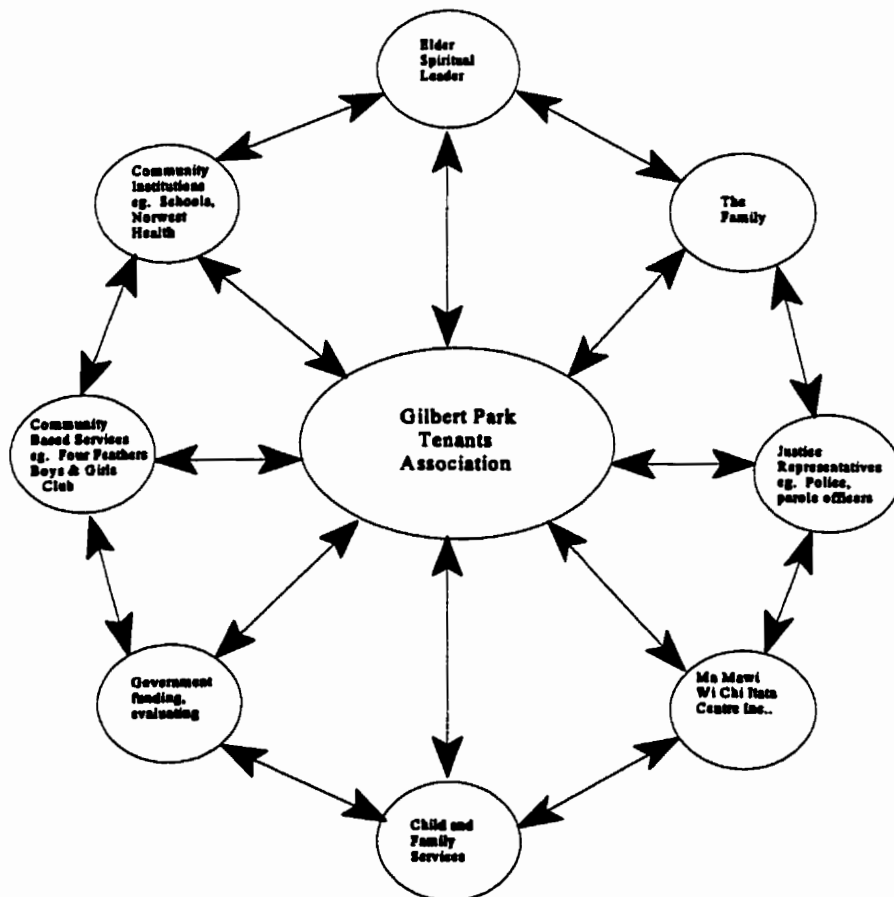 Elder
Spiritual
Leader
Community
Institutions
eg. Schools,
Norwest
Health
The
Family
Gilbert Park
Tenants
Association
Community
Based Services
eg. Four Feathers
Boys & Girls
Club
Justice
Representatives
eg. Police,
parole officers
Government
funding,
evaluating
Ma Mawi
Wi Chi Itata
Centre Inc..
Child and
Family
Services